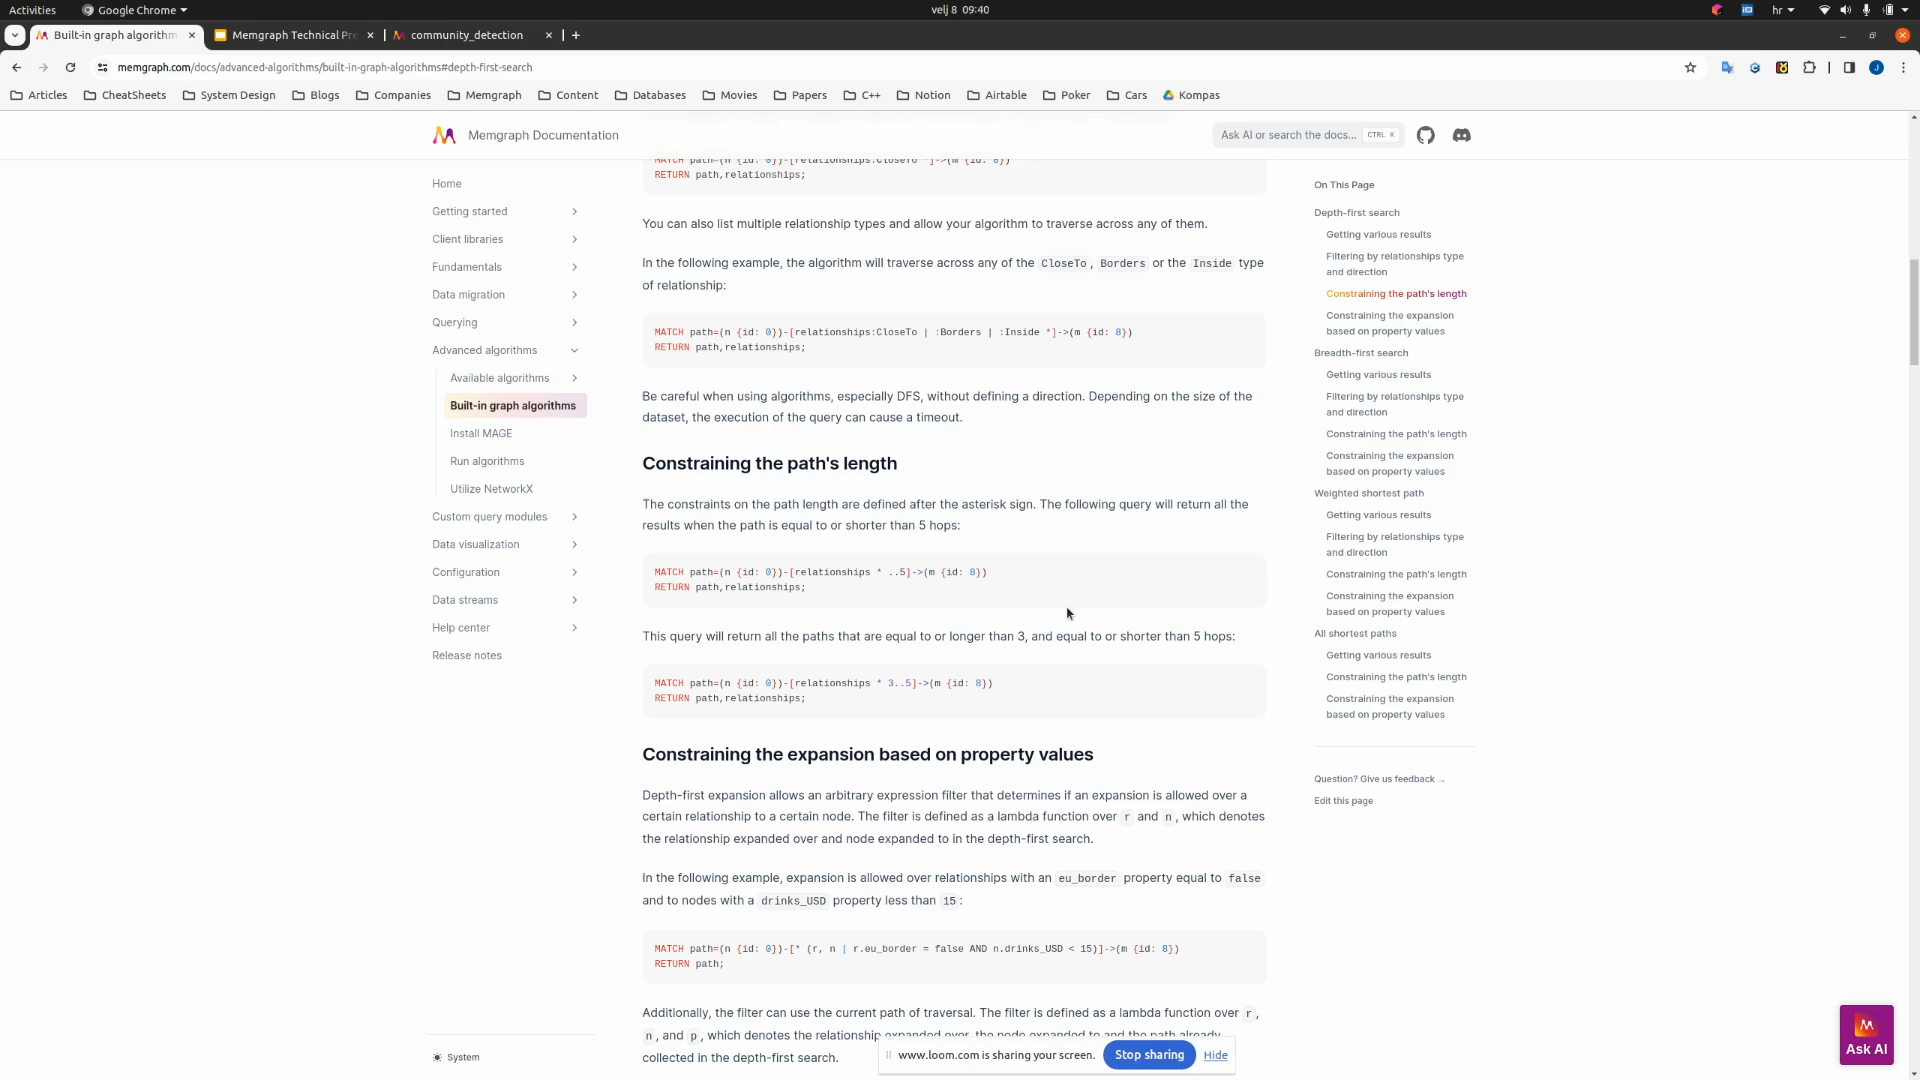 Activities
Google Chrome
velj 8 09:40
hr
Built-in graph algorithm
Memgraph Technical Pre
community_detection
memgraph.com/docs/advanced-algorithms/built-in-graph-algorithms#depth-first-search
Articles
CheatSheets
System Design
Blogs
Companies
Memgraph
Content
Databases
Movies
Papers
C++
Notion
Airtable
Poker
Cars
Kompas
Memgraph Documentation
Ask AI or search the docs... CTRL K
Home
Getting started
Client libraries
Fundamentals
Data migration
Querying
Advanced algorithms
Available algorithms
Built-in graph algorithms
Install MAGE
Run algorithms
Utilize NetworkX
Custom query modules
Data visualization
Configuration
Data streams
Help center
Release notes
System
MATCH path=(n {id: 0})-[relationships:CloseTo *]->(m {id: 8})
RETURN path,relationships;
You can also list multiple relationship types and allow your algorithm to traverse across any of them.
In the following example, the algorithm will traverse across any of the CloseTo, Borders or the Inside type
of relationship:
MATCH path=(n {id: 0})-[relationships:CloseTo | :Borders | :Inside *]->(m {id: 8})
RETURN path,relationships;
Be careful when using algorithms, especially DFS, without defining a direction. Depending on the size of the
dataset, the execution of the query can cause a timeout.
Constraining the path's length
The constraints on the path length are defined after the asterisk sign. The following query will return all the
results when the path is equal to or shorter than 5 hops:
MATCH path=(n {id: 0})-[relationships * ..5]->(m {id: 8})
RETURN path,relationships;
This query will return all the paths that are equal to or longer than 3, and equal to or shorter than 5 hops:
MATCH path=(n {id: 0})-[relationships * 3..5]->(m {id: 8})
RETURN path,relationships;
Constraining the expansion based on property values
Depth-first expansion allows an arbitrary expression filter that determines if an expansion is allowed over a
certain relationship to a certain node. The filter is defined as a lambda function over r and n, which denotes
the relationship expanded over and node expanded to in the depth-first search.
In the following example, expansion is allowed over relationships with an eu_border property equal to false
and to nodes with a drinks_USD property less than 15:
MATCH path=(n {id: 0})-[* (r, n | r.eu_border = false AND n.drinks_USD < 15)]->(m {id: 8})
RETURN path;
Additionally, the filter can use the current path of traversal. The filter is defined as a lambda function over r,
n, and p, which denotes the relationship expanded over, the node expanded to and the path already
collected in the depth-first search.
On This Page
Depth-first search
Getting various results
Filtering by relationships type
and direction
Constraining the path's length
Constraining the expansion
based on property values
Breadth-first search
Getting various results
Filtering by relationships type
and direction
Constraining the path's length
Constraining the expansion
based on property values
Weighted shortest path
Getting various results
Filtering by relationships type
and direction
Constraining the path's length
Constraining the expansion
based on property values
All shortest paths
Getting various results
Constraining the path's length
Constraining the expansion
based on property values
Question? Give us feedback →
Edit this page
www.loom.com is sharing your screen.
Stop sharing
Hide
Ask AI